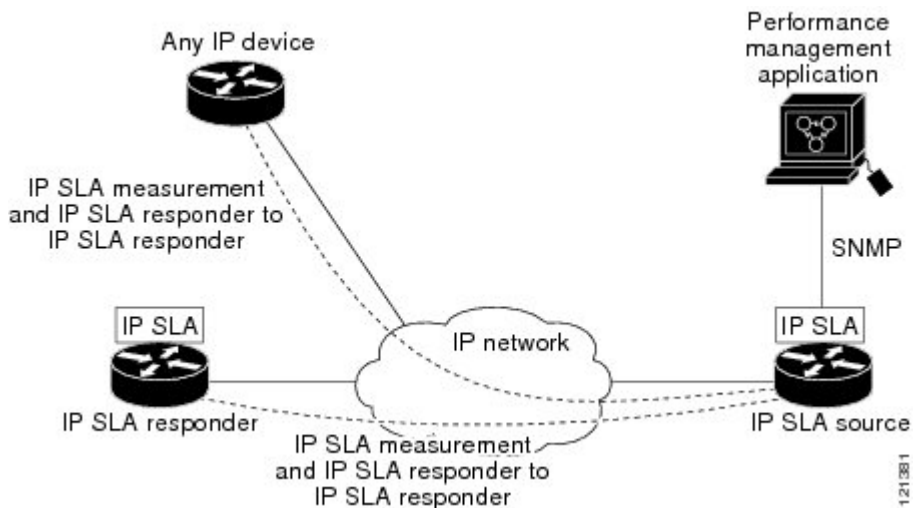 Any IP device
Performance
management
application
IP SLA measurement
and IP SLA responder to
IP SLA responder
SNMP
IP SLA
IP network
IP SLA
IP SLA responder
IP SLA source
IP SLA measurement
and IP SLA responder to
IP SLA responder
121381